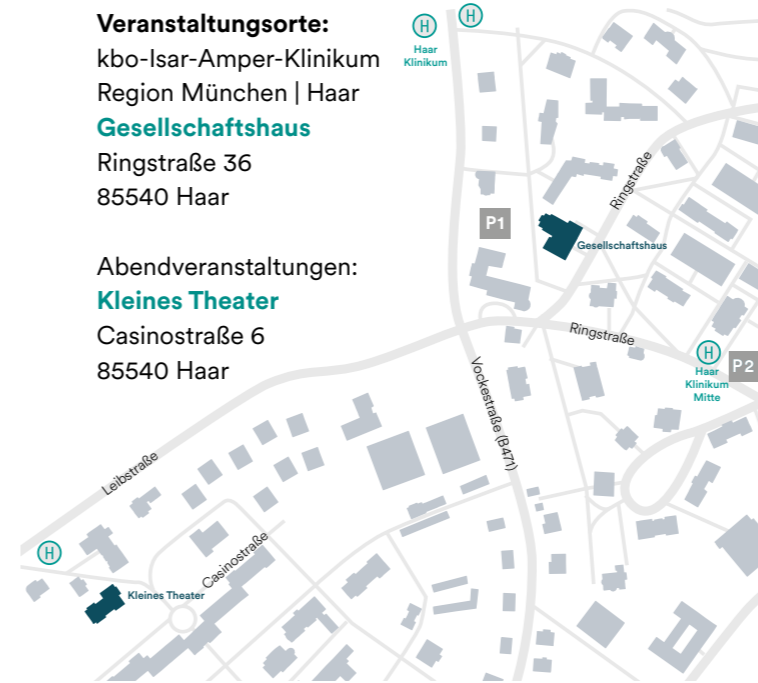 Veranstaltungsorte:
kbo-Isar-Amper-Klinikum
Region München | Haar
Gesellschaftshaus
Ringstraße 36
85540 Haar
Abendveranstaltungen:
Kleines Theater
Casinostraße 6
85540 Haar
H
H
Haar
Klinikum
Ringstraße
P1
Gesellschaftshaus
Ringstraße
H
Haar
Klinikum
Mitte
P2
Vockestraße (B471)
Leibstraße
H
Casinostraße
Kleines Theater